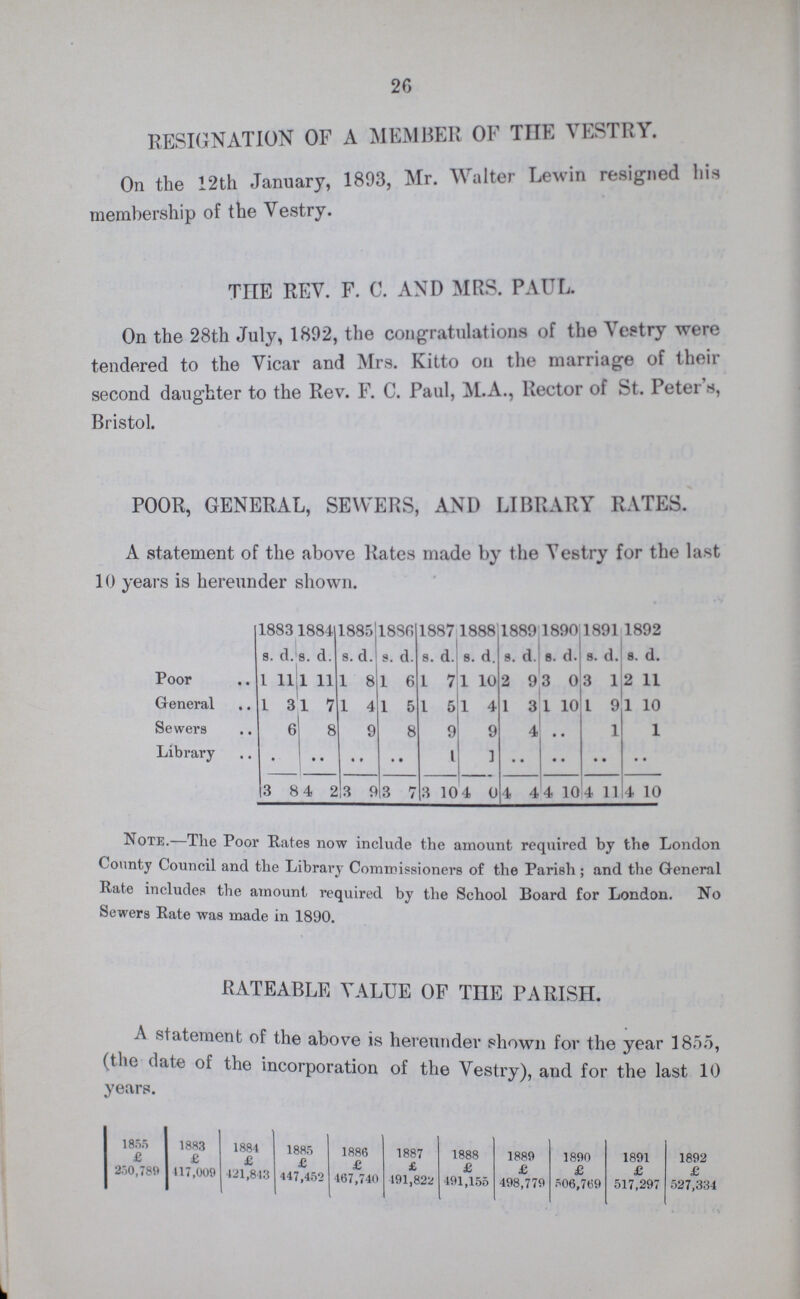 26
RESIGNATION OF A MEMBER OF THE VESTRY.
On the 12th January, 1893, Mr. Walter Lewin resigned his
membership of the Vestry.
THE REV. F. C. AND MRS. PAUL.
On the 28th July, 1892, the congratulations of the Vestry were
tendered to the Vicar and Mrs. Kitto on the marriage of their
second daughter to the Rev. F. C. Paul, M.A., Rector of St. Peter's,
Bristol.
POOR, GENERAL, SEWERS, AND LIBRARY RATES.
A statement of the above Rates made by the Vestry for the last
10 years is hereunder shown.
1883 1884 1885 1886 1887 1888 1889 1890 1891 1892
s. d. s. d. s. d. s. d. s. d. s. d. s. d. s. d. s. d. s. d.
Poor .. 1 11 1 11 1 8 1 6 1 7 1 10 2 9 3 0 3 1 2 11
General .. 1 3 1 7 1 4 1 5 1 5 1 4 1 3 1 10 1 9 1 10
Sewers .. 6 8 9 8 9 9 4 .. 1 1
Library .. . .. .. .. 1 1 .. .. .. ..
3 8 4 2 3 9 3 7 3 10 4 0 4 4 4 10 4 11 4 10
NOTE.—The Poor Rates now include the amount required by the London
County Council and the Library Commissioners of the Parish; and the General
Rate includes the amount required by the School Board for London. No
Sewers Rate was made in 1890.
RATEABLE VALUE OF THE PARISH.
A statement of the above is hereunder shown for the year 1855,
(the date of the incorporation of the Vestry), and for the last 10
years.
1855 1883 1884 1885 1886 1887 1888 1889 1890 1891 1892
£ £ £ £ £ £ £ £ £ £ £
250,789 417,009 421,843 447,452 467,740 491,822 491,155 498,779 506,769 517,297 527,334